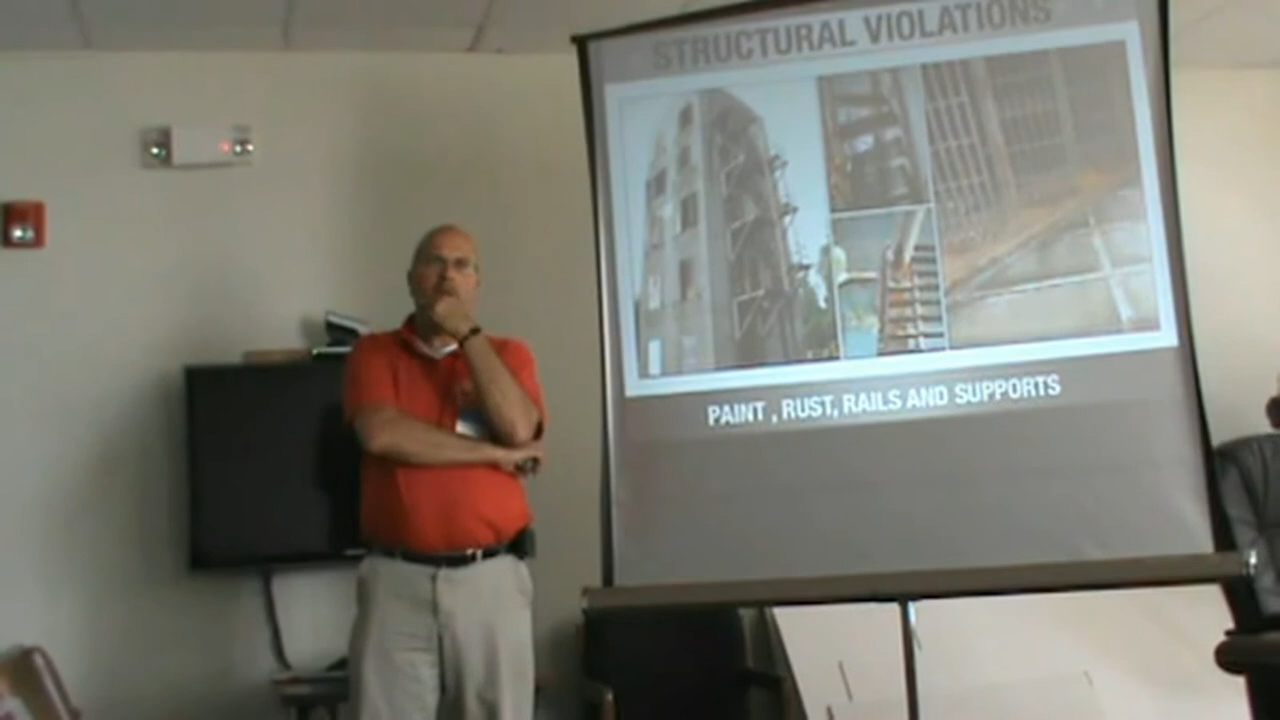 STRUCTURAL VIOLATIONS
PAINT , RUST, RAILS AND SUPPORTS